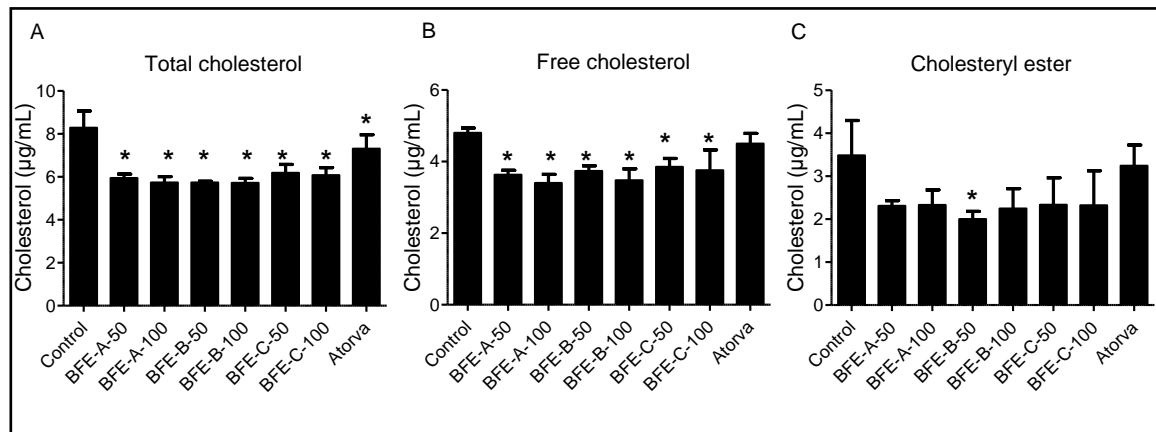 A
Total cholesterol
Cholesterol (µg/mL)
10
8
6
4
2
0
*
*
*
*
*
*
*
Control
BFE-A-50
BFE-A-100
BFE-B-50
BFE-B-100
BFE-C-50
BFE-C-100
Atorva
B
Free cholesterol
Cholesterol (µg/mL)
6
4
2
0
*
*
*
*
*
*
Control
BFE-A-50
BFE-A-100
BFE-B-50
BFE-B-100
BFE-C-50
BFE-C-100
Atorva
C
Cholesteryl ester
Cholesterol (µg/mL)
5
4
3
2
1
0
*
Control
BFE-A-50
BFE-A-100
BFE-B-50
BFE-B-100
BFE-C-50
BFE-C-100
Atorva